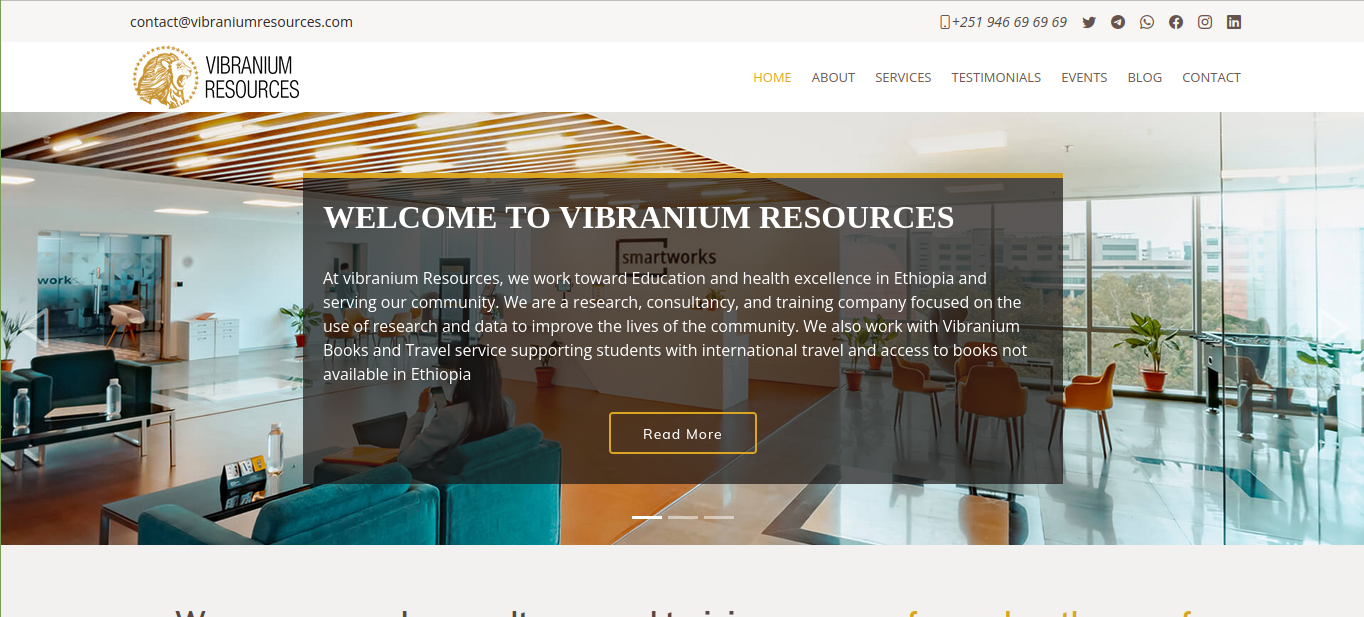 contact@vibraniumresources.com
+251 946 69 69 69
VIBRANIUM
RESOURCES
HOME ABOUT SERVICES TESTIMONIALS EVENTS BLOG CONTACT
works
smartworks
WELCOME TO VIBRANIUM RESOURCES
At vibranium Resources, we work toward Education and health excellence in Ethiopia and
serving our community. We are a research, consultancy, and training company focused on the
use of research and data to improve the lives of the community. We also work with Vibranium
Books and Travel service supporting students with international travel and access to books not
available in Ethiopia
Read More